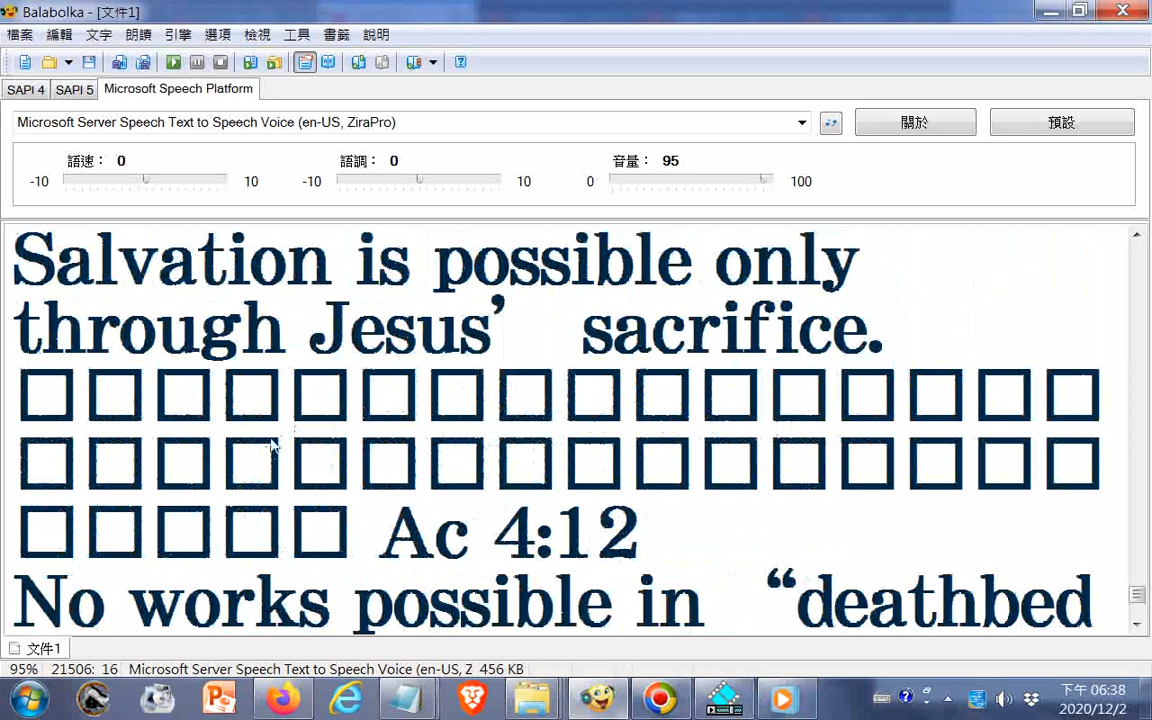 Balabolka - [文件1]
檔案 編輯 文字 朗讀 引擎 選項 檢視 工具 書籤 說明
SAPI 4 SAPI 5 Microsoft Speech Platform
Microsoft Server Speech Text to Speech Voice (en-US, ZiraPro) 關於 預設
語速： 0 語調： 0 音量： 95
-10 10 -10 10 0 100
Salvation is possible only
through Jesus’ sacrifice.
□□□□□□□□□□□□□□□□
□□□□□□□□□□□□□□□□
□□□□□ Ac 4:12
No works possible in “deathbed
文件1
95% 21506: 16 Microsoft Server Speech Text to Speech Voice (en-US, Z 456 KB
下午 06:38
2020/12/2